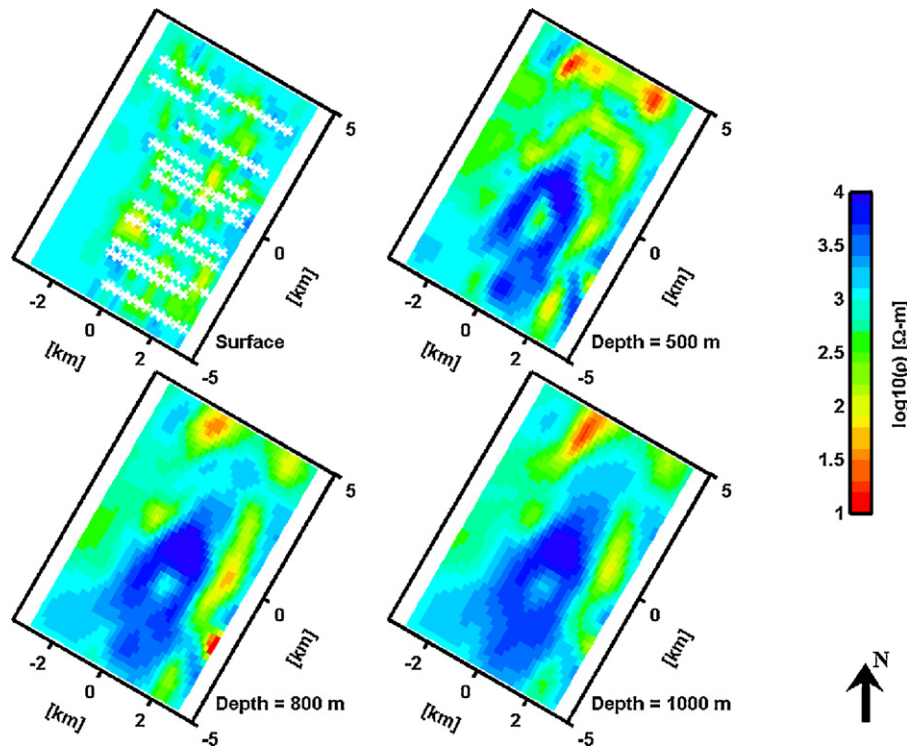 5
0
-5
-2
0
2
[km]
[km]
Surface
5
0
-5
-2
0
2
[km]
[km]
Depth = 500 m
5
0
-5
-2
0
2
[km]
[km]
Depth = 800 m
5
0
-5
-2
0
2
[km]
[km]
Depth = 1000 m
4
3.5
3
2.5
2
1.5
1
log10(ρ) [Ω-m]
N